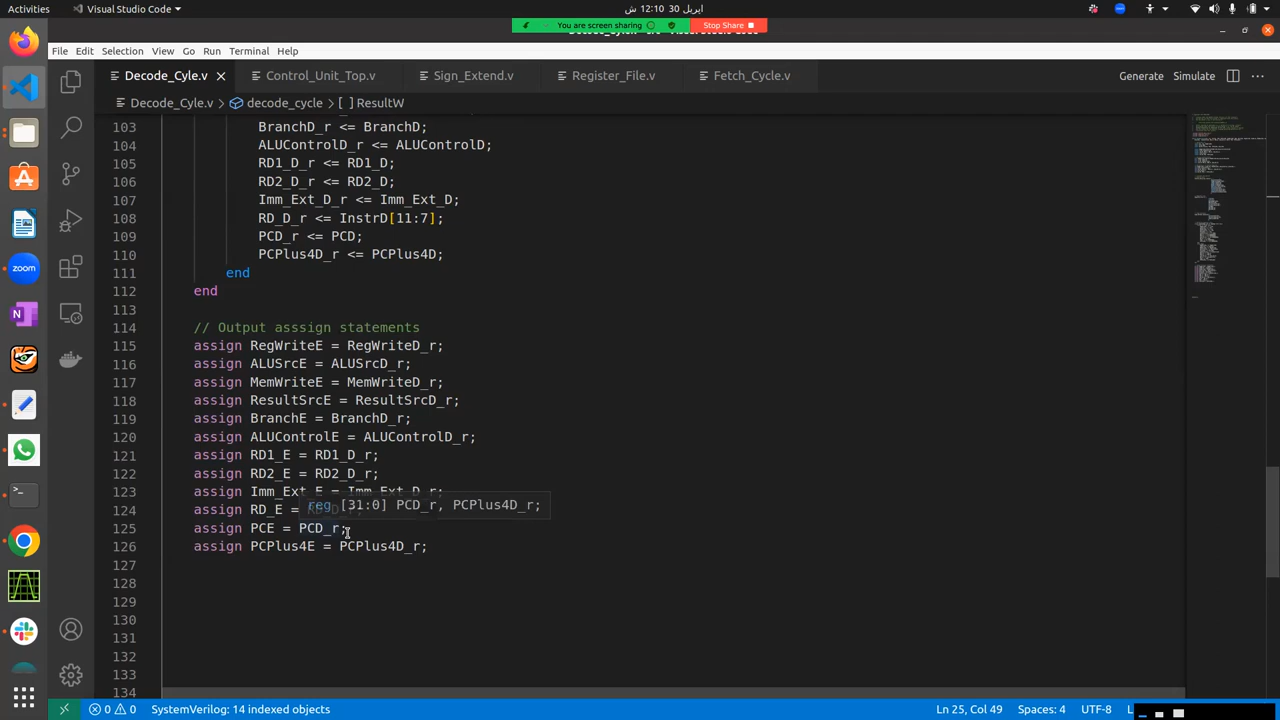 Activities
Visual Studio Code
ابريل 30 12:10 ش
You are screen sharing
Stop Share
File Edit Selection View Go Run Terminal Help
Decode_Cyle.v
Control_Unit_Top.v
Sign_Extend.v
Register_File.v
Fetch_Cycle.v
Generate
Simulate
Decode_Cyle.v > decode_cycle > [ ] ResultW
103 BranchD_r <= BranchD;
104 ALUControlD_r <= ALUControlD;
105 RD1_D_r <= RD1_D;
106 RD2_D_r <= RD2_D;
107 Imm_Ext_D_r <= Imm_Ext_D;
108 RD_D_r <= InstrD[11:7];
109 PCD_r <= PCD;
110 PCPlus4D_r <= PCPlus4D;
111 end
112 end
113
114 // Output asssign statements
115 assign RegWriteE = RegWriteD_r;
116 assign ALUSrcE = ALUSrcD_r;
117 assign MemWriteE = MemWriteD_r;
118 assign ResultSrcE = ResultSrcD_r;
119 assign BranchE = BranchD_r;
120 assign ALUControlE = ALUControlD_r;
121 assign RD1_E = RD1_D_r;
122 assign RD2_E = RD2_D_r;
123 assign Imm_Ext_E = Imm_Ext_D_r;
reg [31:0] PCD_r, PCPlus4D_r;
124 assign RD_E =
125 assign PCE = PCD_r;
126 assign PCPlus4E = PCPlus4D_r;
127
128
129
130
131
132
133
134
zoom
0 0
SystemVerilog: 14 indexed objects
Ln 25, Col 49
Spaces: 4
UTF-8